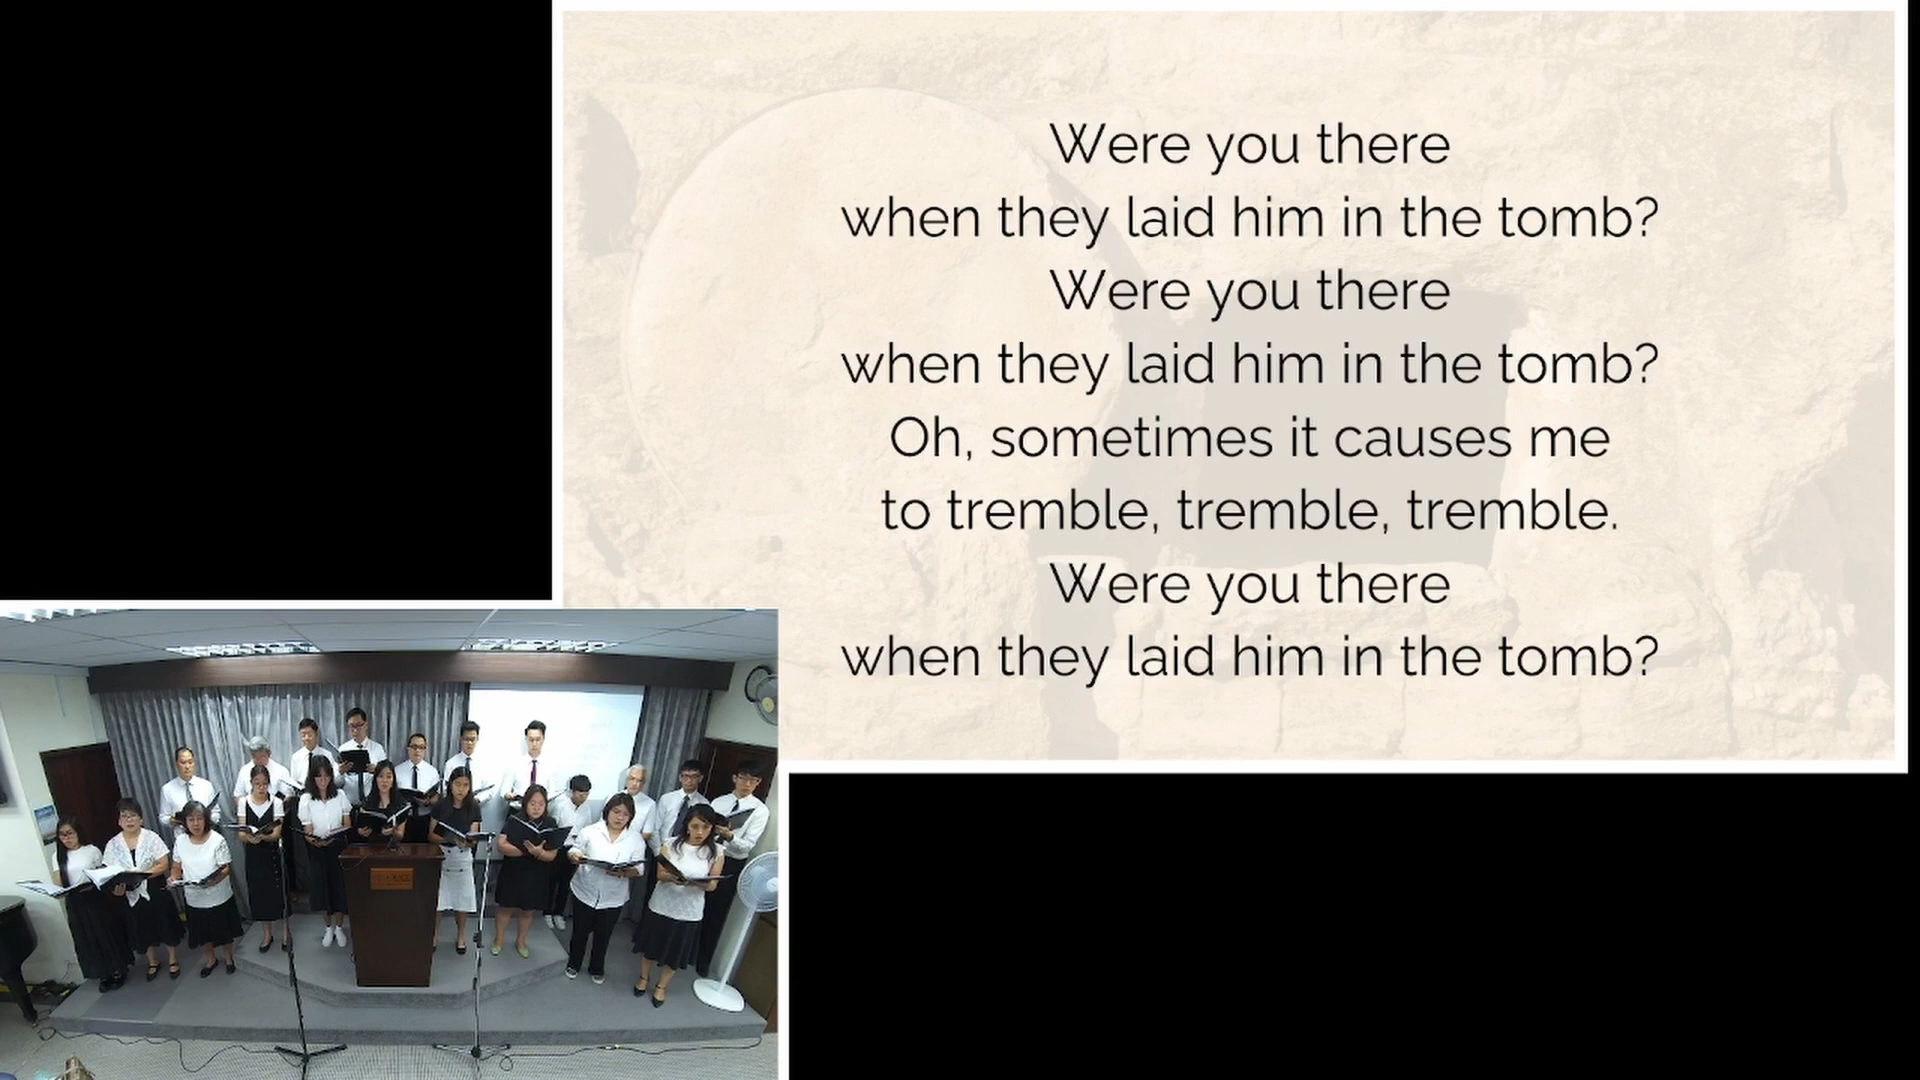 Were you there
when they laid him in the tomb?
Were you there
when they laid him in the tomb?
Oh, sometimes it causes me
to tremble, tremble, tremble.
Were you there
when they laid him in the tomb?